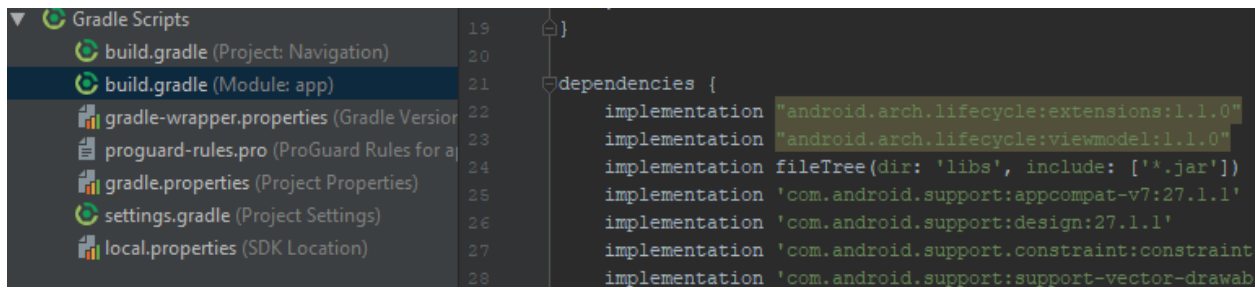 Gradle Scripts
build.gradle (Project: Navigation)
build.gradle (Module: app)
gradle-wrapper.properties (Gradle Version
proguard-rules.pro (ProGuard Rules for a
gradle.properties (Project Properties)
settings.gradle (Project Settings)
local.properties (SDK Location)
19 }
20
21 dependencies {
22 implementation "android.arch.lifecycle:extensions:1.1.0"
23 implementation "android.arch.lifecycle:viewmodel:1.1.0"
24 implementation fileTree(dir: 'libs', include: ['*.jar'])
25 implementation 'com.android.support:appcompat-v7:27.1.1'
26 implementation 'com.android.support:design:27.1.1'
27 implementation 'com.android.support.constraint:constraint
28 implementation 'com.android.support:support-vector-drawab